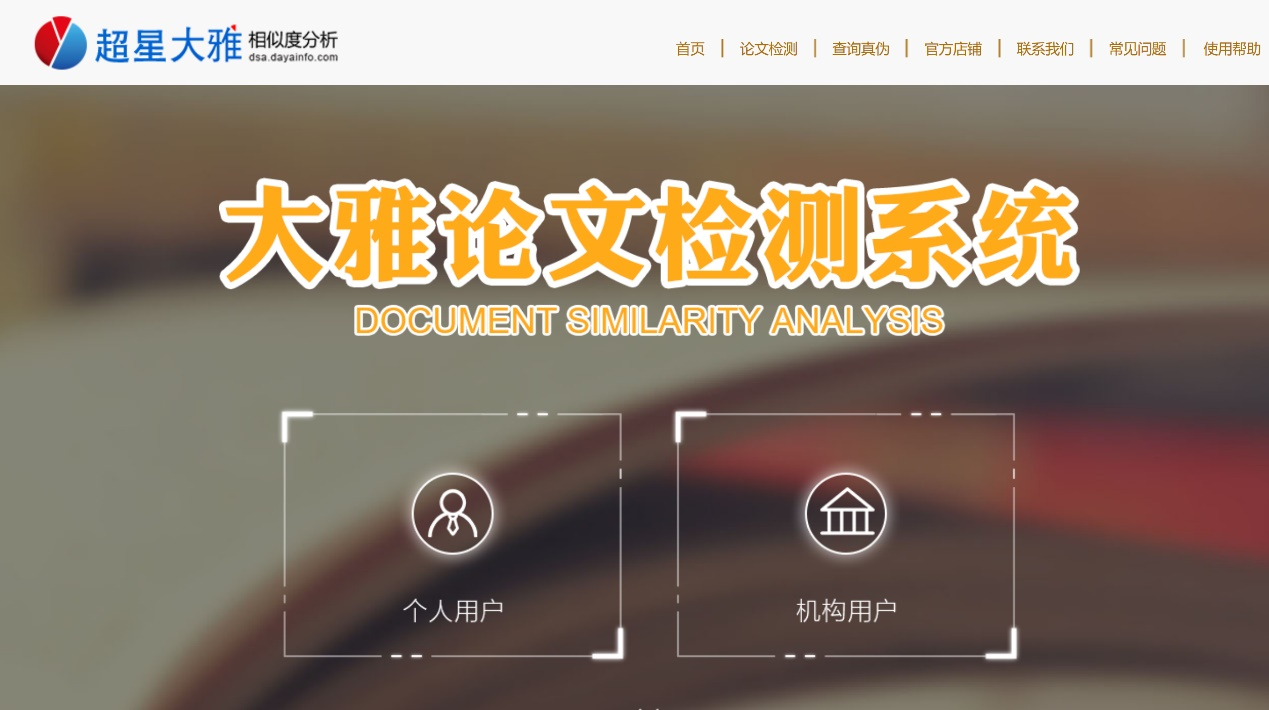 超星大雅 相似度分析
dsa.dayainfo.com
首页 | 论文检测 | 查询真伪 | 官方店铺 | 联系我们 | 常见问题 | 使用帮助
大雅论文检测系统
DOCUMENT SIMILARITY ANALYSIS
个人用户 机构用户